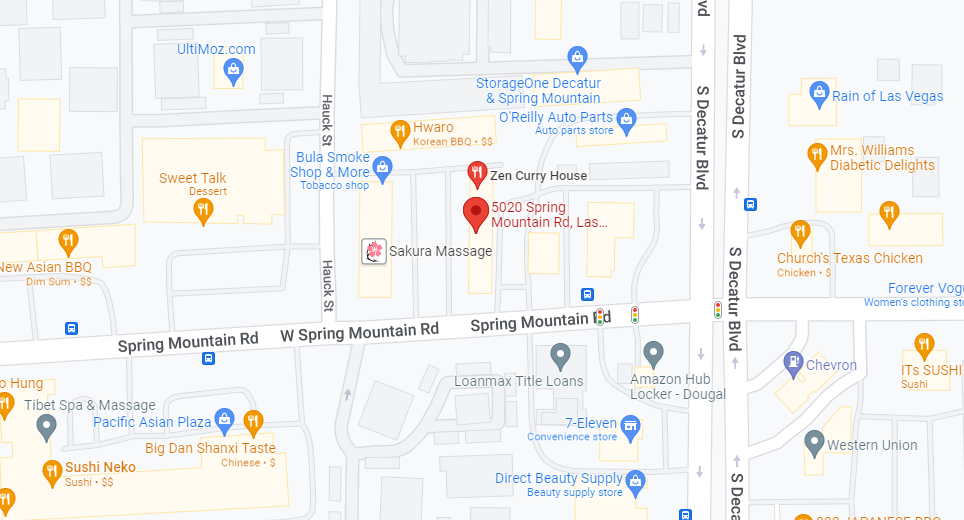 UltiMoz.com
StorageOne Decatur
& Spring Mountain
vd
S Decatur Blvd
Rain of Las Vegas
Hauck St
S Decatur Blvd
O'Reilly Auto Parts
Auto parts store
Hwaro
Korean BBQ • $$
Mrs. Williams
Diabetic Delights
Bula Smoke
Shop & More
Tobacco shop
Sweet Talk
Dessert
Zen Curry House
5020 Spring
Mountain Rd, Las...
Sakura Massage
New Asian BBQ
Dim Sum • $$
Church's Texas Chicken
Chicken • $
Hauck St
S Decatur Blvd
Forever Vogu
Women's clothing sto
Spring Mountain Rd
W Spring Mountain Rd
Spring Mountain Rd
Loanmax Title Loans
Amazon Hub
Locker - Dougal
Chevron
ITs SUSHI
Sushi
o Hung
Tibet Spa & Massage
Pacific Asian Plaza
Big Dan Shanxi Taste
Chinese • $
7-Eleven
Convenience store
Western Union
Sushi Neko
Sushi • $$
Direct Beauty Supply
Beauty supply store
S Deca